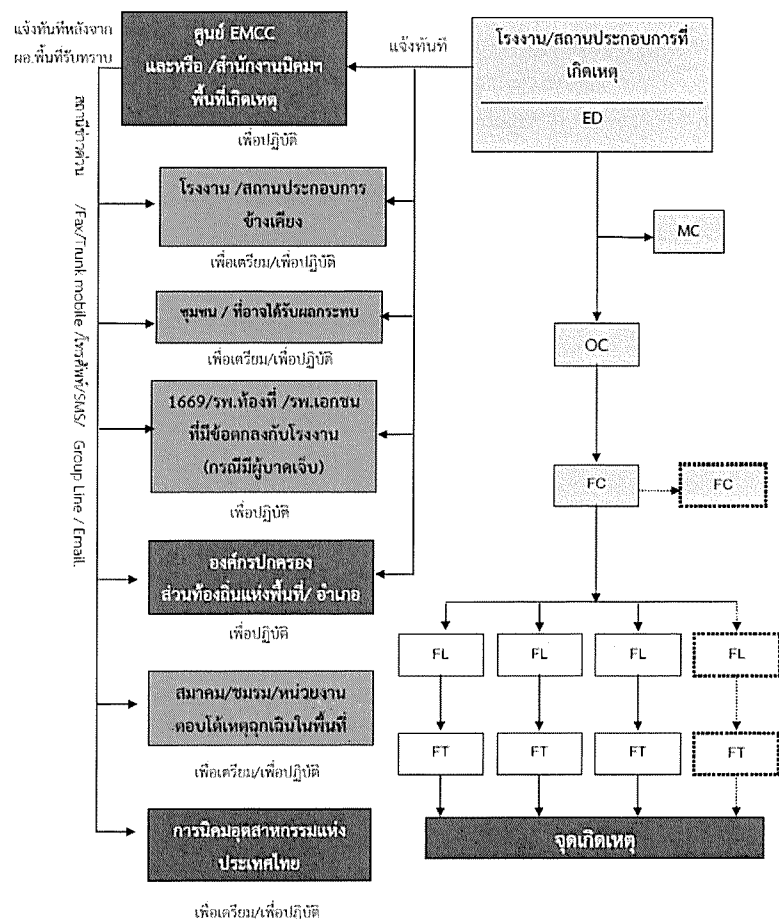 แจ้งทันทีหลังจาก
ผอ.พื้นที่รับทราบ
ศูนย์ EMCC
และหรือ /สำนักงานนิคมฯ
พื้นที่เกิดเหตุ
เพื่อปฏิบัติ
แจ้งทันที
โรงงาน/สถานประกอบการที่
เกิดเหตุ
ED
โรงงาน /สถานประกอบการ
ข้างเคียง
เพื่อเตรียม/เพื่อปฏิบัติ
MC
ชุมชน / ที่อาจได้รับผลกระทบ
เพื่อเตรียม/เพื่อปฏิบัติ
OC
1669/รพ.ท้องที่ /รพ.เอกชน
ที่มีข้อตกลงกับโรงงาน
(กรณีมีผู้บาดเจ็บ)
เพื่อปฏิบัติ
FC
FC
องค์กรปกครอง
ส่วนท้องถิ่นแห่งพื้นที่/ อำเภอ
เพื่อปฏิบัติ
FL
FL
FL
FL
สมาคม/ชมรม/หน่วยงาน
ตอบโต้เหตุฉุกเฉินในพื้นที่
เพื่อเตรียม/เพื่อปฏิบัติ
FT
FT
FT
FT
การนิคมอุตสาหกรรมแห่ง
ประเทศไทย
เพื่อเตรียม/เพื่อปฏิบัติ
จุดเกิดเหตุ
สถานีข่าวด่วน /Fax/Trunk mobile /โทรศัพท์/SMS/ Group Line / Email.